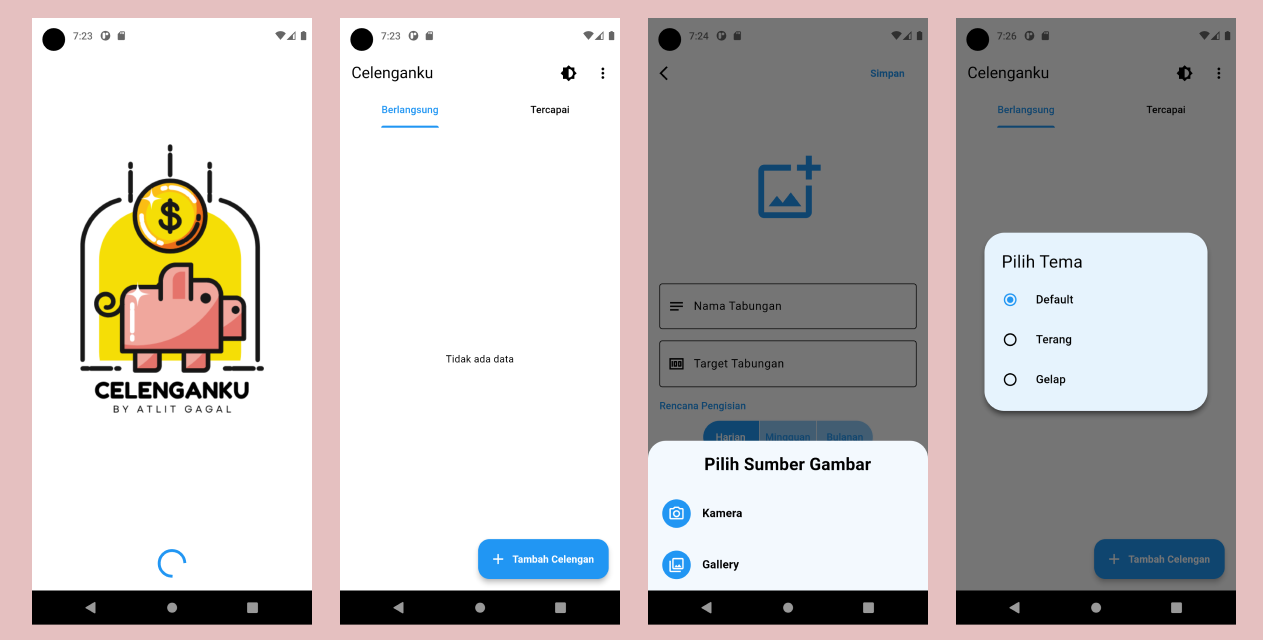 7:23
$
CELENGANKU
BY ATLIT GAGAL
7:23
Celenganku
Berlangsung Tercapai
Tidak ada data
+ Tambah Celengan
7:24
Simpan
Nama Tabungan
Target Tabungan
Rencana Pengisian
Harian Mingguan Bulanan
Pilih Sumber Gambar
Kamera
Gallery
7:26
Celenganku
Berlangsung Tercapai
Pilih Tema
Default
Terang
Gelap
+ Tambah Celengan